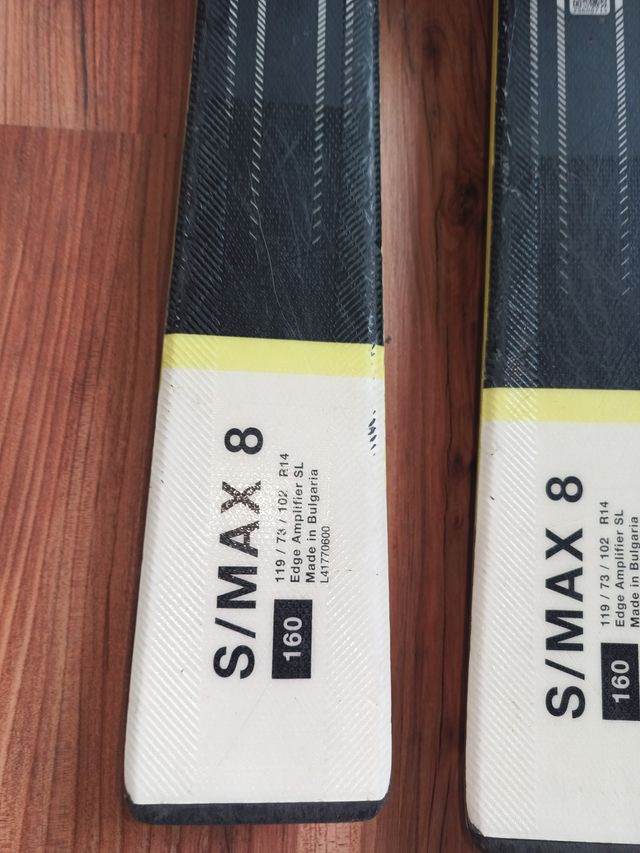 S/MAX 8
160
119 / 73 / 102 R14
Edge Amplifier SL
Made in Bulgaria
L41770600
S/MAX 8
160
119 / 73 / 102 R14
Edge Amplifier SL
Made in Bulgaria